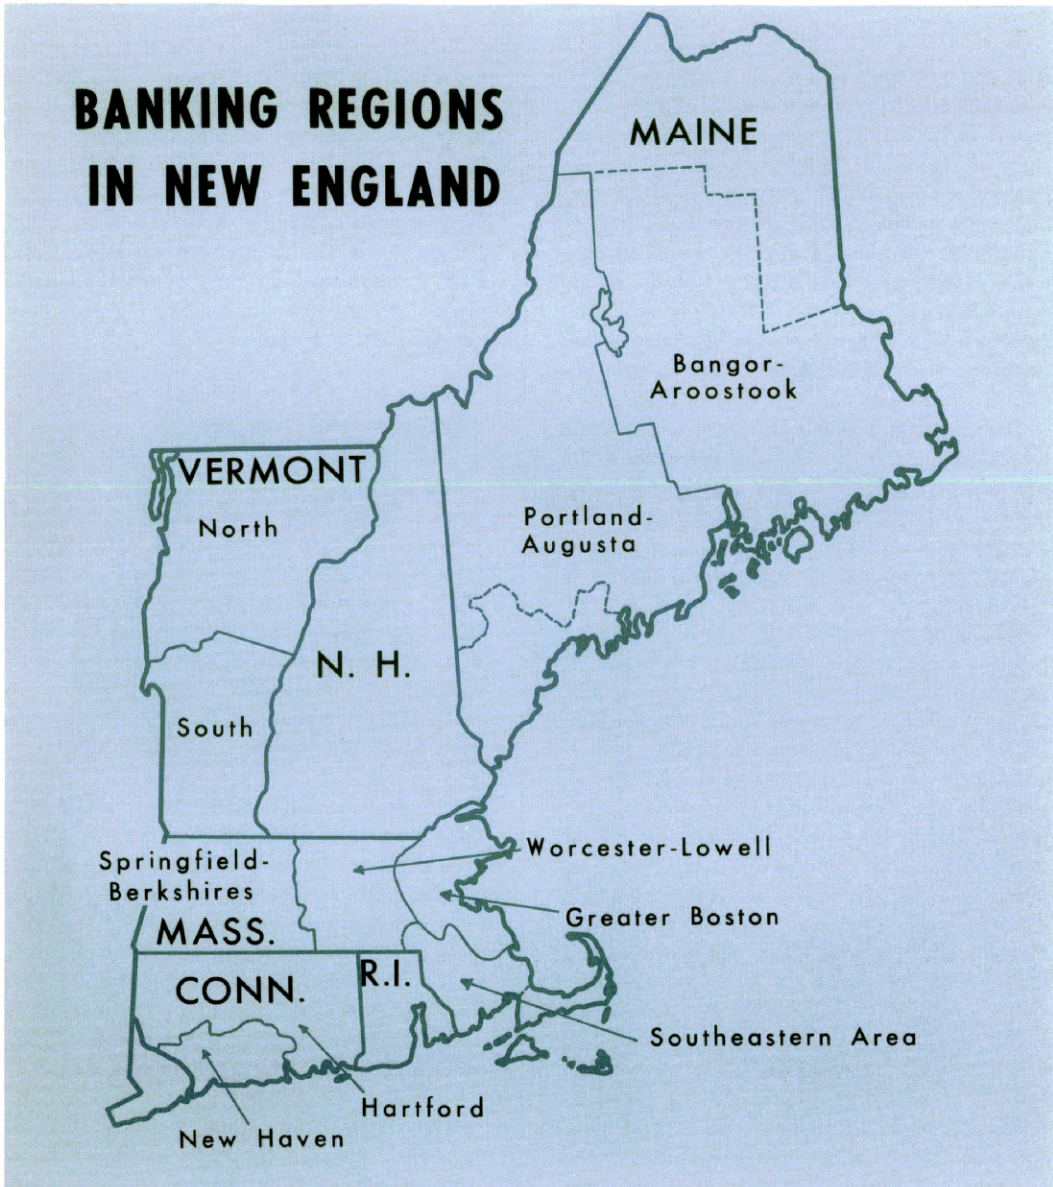 BANKING REGIONS
IN NEW ENGLAND
MAINE
Bangor-
Aroostook
VERMONT
North
Portland-
Augusta
N. H.
South
Springfield-
Berkshires
Worcester-Lowell
Greater Boston
MASS.
R.I.
CONN.
Southeastern Area
Hartford
New Haven